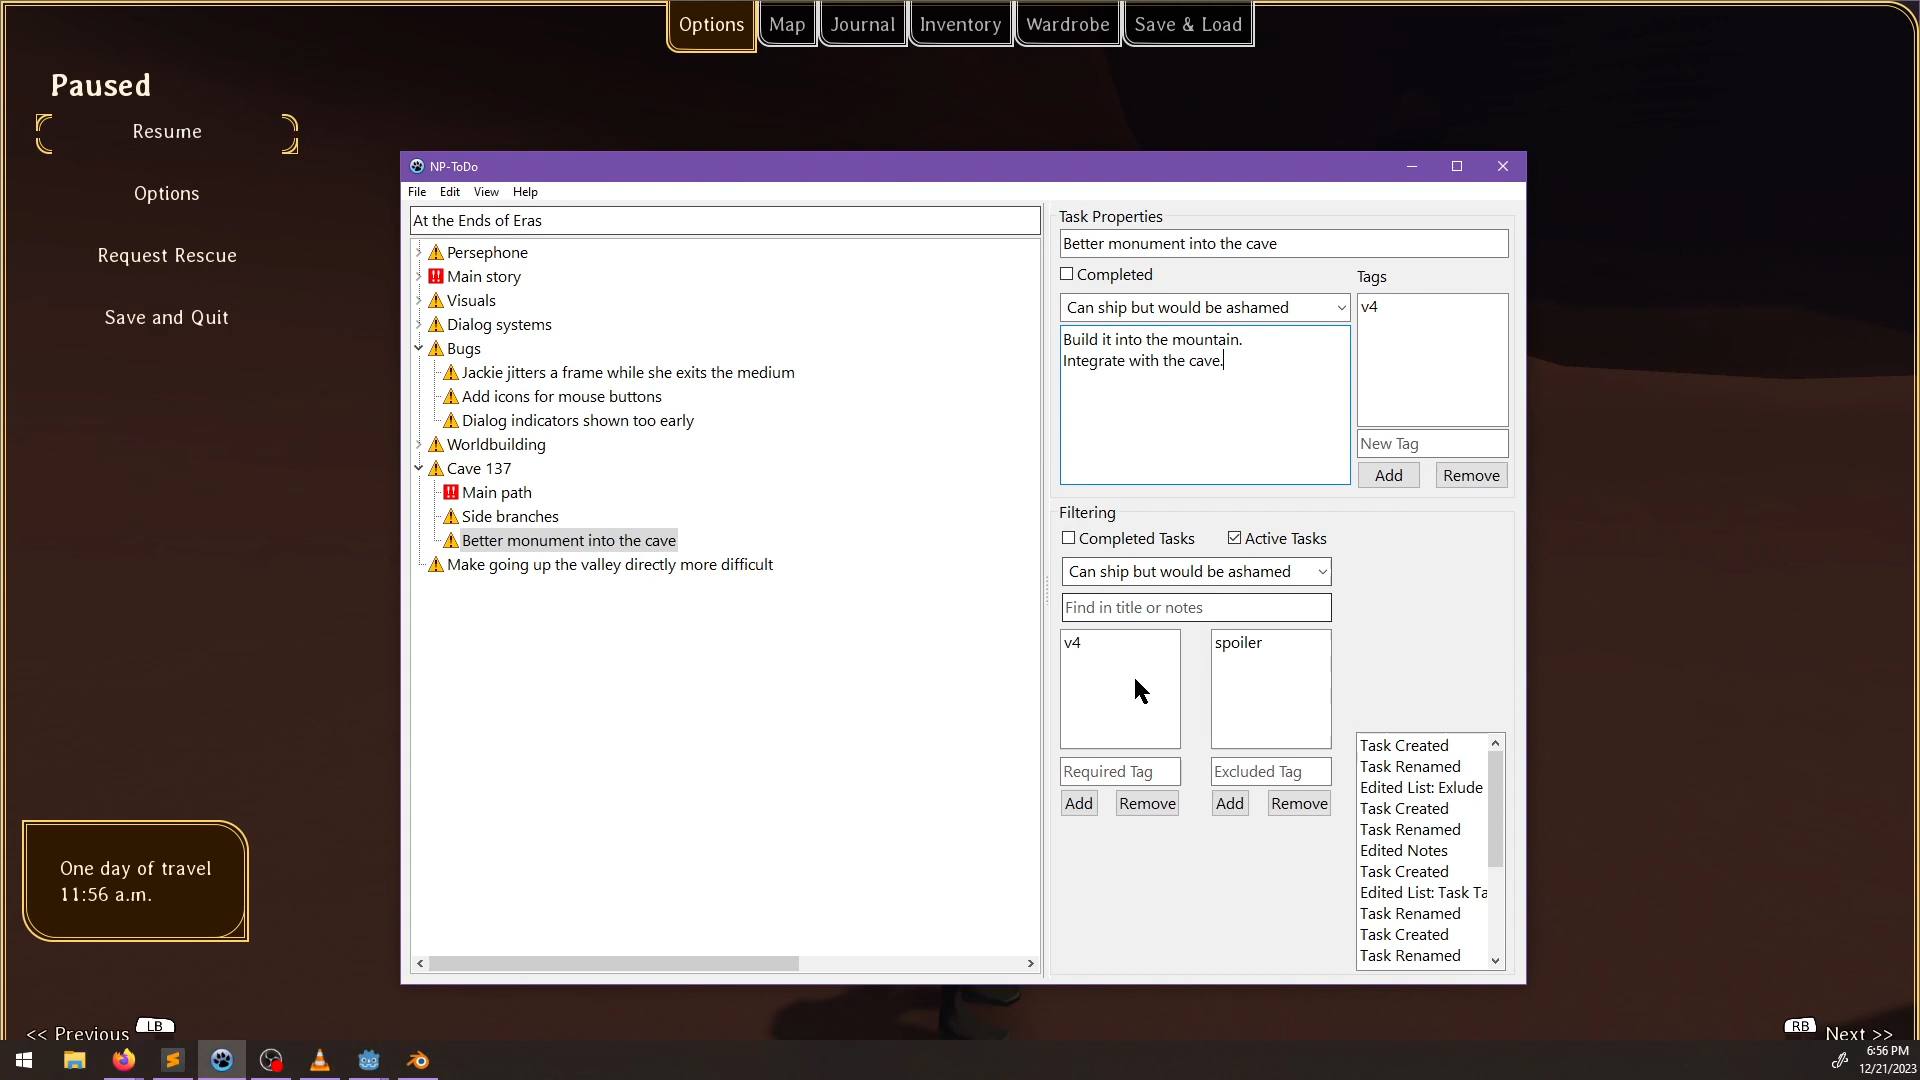 Options
Map
Journal
Inventory
Wardrobe
Save & Load
Paused
Resume
Options
Request Rescue
Save and Quit
One day of travel
11:56 a.m.
<< Previous
LB
RB
Next >>
NP-ToDo
File
Edit
View
Help
At the Ends of Eras
Persephone
Main story
Visuals
Dialog systems
Bugs
Jackie jitters a frame while she exits the medium
Add icons for mouse buttons
Dialog indicators shown too early
Worldbuilding
Cave 137
Main path
Side branches
Better monument into the cave
Make going up the valley directly more difficult
Task Properties
Better monument into the cave
Completed
Can ship but would be ashamed
Build it into the mountain.
Integrate with the cave.
Tags
v4
New Tag
Add
Remove
Filtering
Completed Tasks
Active Tasks
Can ship but would be ashamed
Find in title or notes
v4
spoiler
Required Tag
Excluded Tag
Add
Remove
Add
Remove
Task Created
Task Renamed
Edited List: Exlude
Task Created
Task Renamed
Edited Notes
Task Created
Edited List: Task Ta
Task Renamed
Task Created
Task Renamed
6:56 PM
12/21/2023